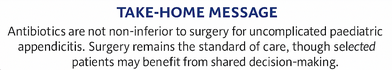 TAKE-HOME MESSAGE
Antibiotics are not non-inferior to surgery for uncomplicated paediatric
appendicitis. Surgery remains the standard of care, though selected
patients may benefit from shared decision-making.